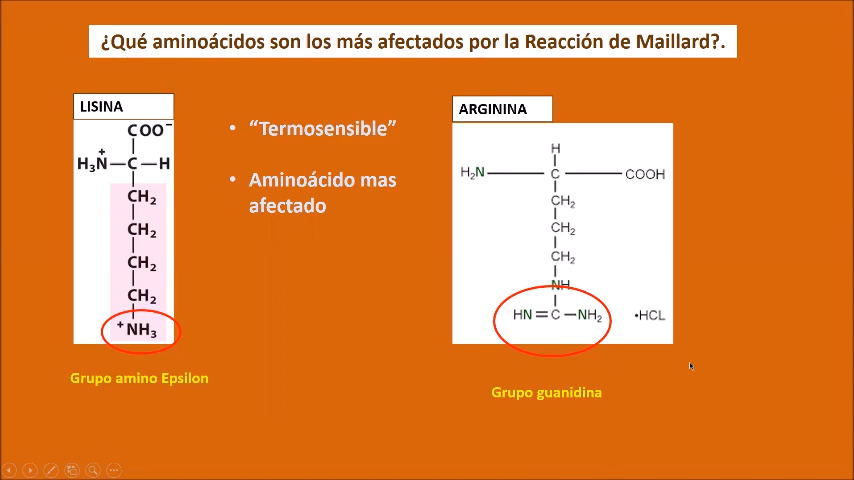 ¿Qué aminoácidos son los más afectados por la Reacción de Maillard?.
LISINA
COO⁻
H₃N⁺—C—H
CH₂
CH₂
CH₂
CH₂
⁺NH₃
Grupo amino Epsilon
• “Termosensible”
• Aminoácido mas
afectado
ARGININA
H
H₂N—C—COOH
CH₂
CH₂
CH₂
NH
HN=C—NH₂ •HCL
Grupo guanidina